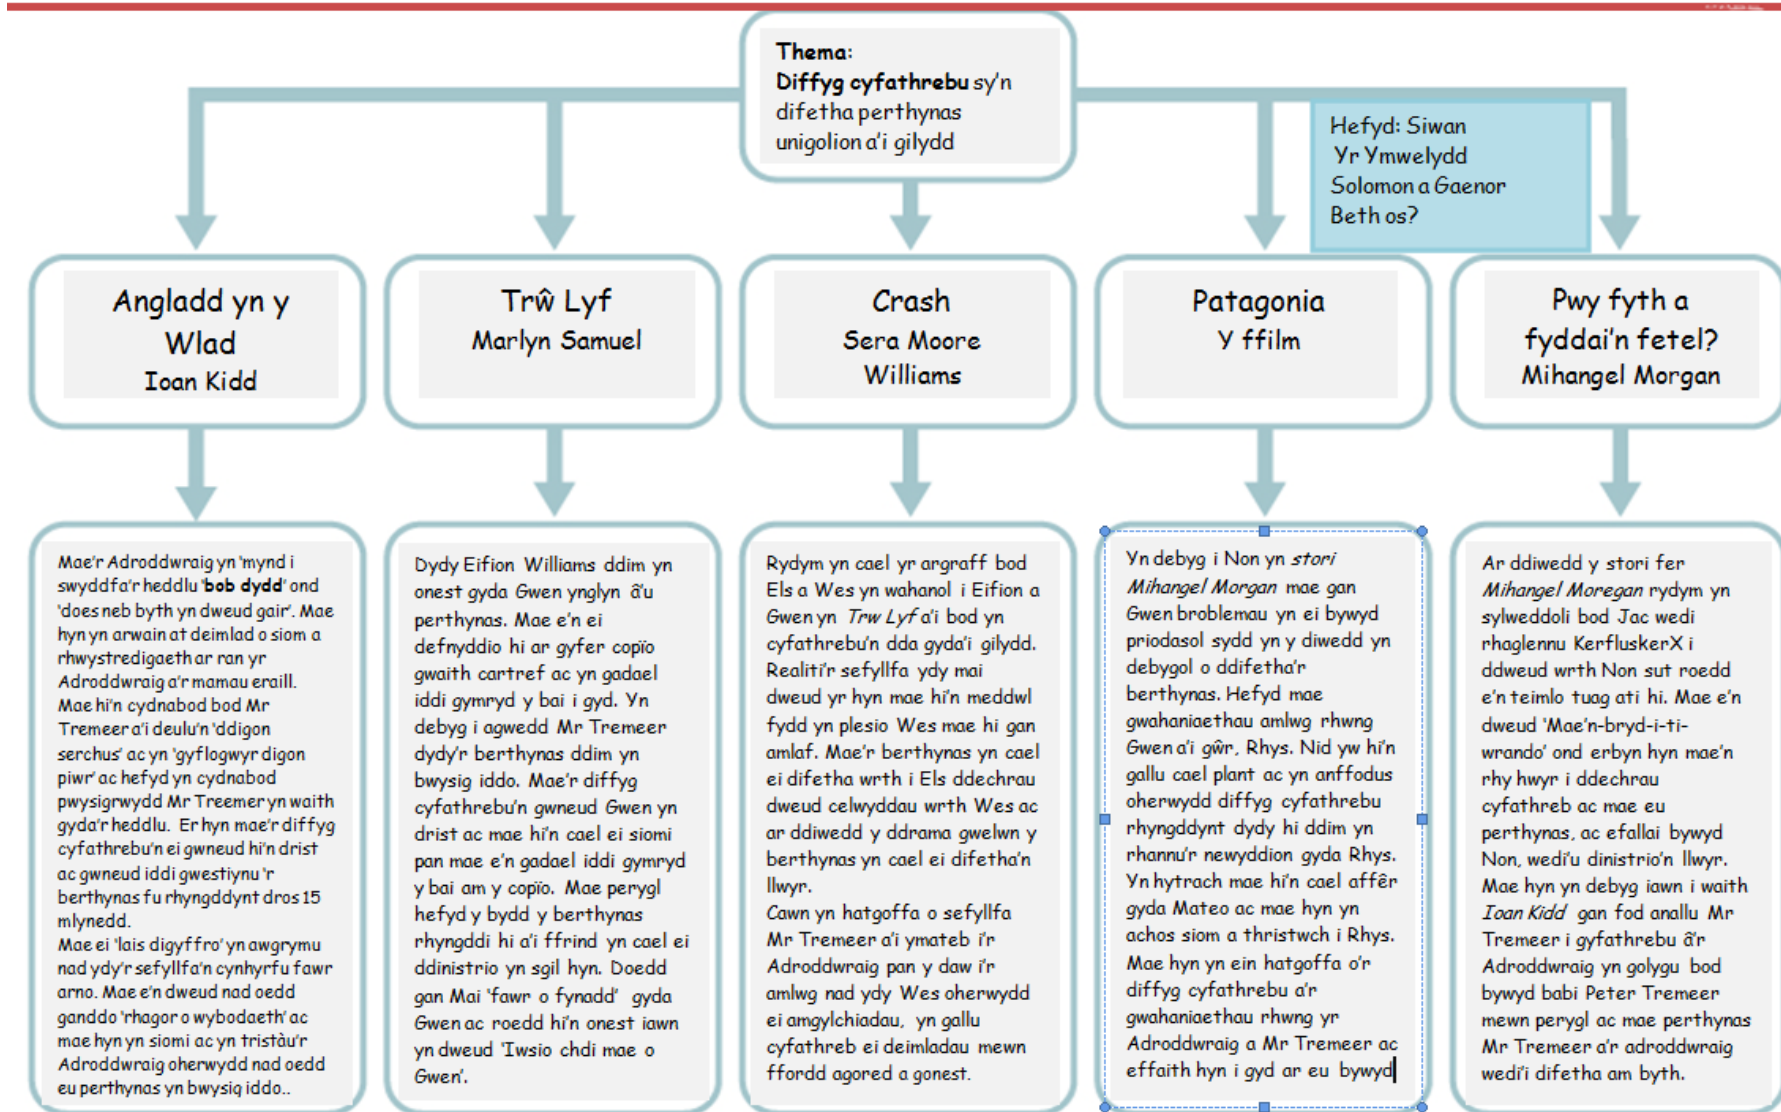 Thema:
Diffyg cyfathrebu sy'n
difetha perthynas
unigolion a'i gilydd
Hefyd: Siwan
Yr Ymwelydd
Solomon a Gaenor
Beth os?
Angladd yn y
Wlad
Ioan Kidd
Trŵ Lyf
Marlyn Samuel
Crash
Sera Moore
Williams
Patagonia
Y ffilm
Pwy fyth a
fyddai'n fetel?
Mihangel Morgan
Mae'r Adroddwraig yn 'mynd i
swyddfa'r heddlu 'bob dydd' ond
'does neb byth yn dweud gair'. Mae
hyn yn arwain at deimlad o siom a
rhwystredigaeth ar ran yr
Adroddwraig a'r mamau eraill.
Mae hi'n cydnabod bod Mr
Tremeer a'i deulu'n 'ddigon
serchus' ac yn 'gyflogwyr digon
piwr' ac hefyd yn cydnabod
pwysigrwydd Mr Treemer yn waith
gyda'r heddlu. Er hyn mae'r diffyg
cyfathrebu'n ei gwneud hi'n drist
ac gwneud iddi gwestiynu 'r
berthynas fu rhyngddynt dros 15
mlynedd.
Mae ei 'lais digyffro' yn awgrymu
nad ydy'r sefyllfa'n cynhyrfu fawr
arno. Mae e'n dweud nad oedd
ganddo 'rhagor o wybodaeth' ac
mae hyn yn siomi ac yn tristàu'r
Adroddwraig oherwydd nad oedd
eu perthynas yn bwysig iddo..
Dydy Eifion Williams ddim yn
onest gyda Gwen ynglyn â'u
perthynas. Mae e'n ei
defnyddio hi ar gyfer copïo
gwaith cartref ac yn gadael
iddi gymryd y bai i gyd. Yn
debyg i agwedd Mr Tremeer
dydy'r berthynas ddim yn
bwysig iddo. Mae'r diffyg
cyfathrebu'n gwneud Gwen yn
drist ac mae hi'n cael ei siomi
pan mae e'n gadael iddi gymryd
y bai am y copïo. Mae perygl
hefyd y bydd y berthynas
rhyngddi hi a'i ffrind yn cael ei
ddinistrio yn sgil hyn. Doedd
gan Mai 'fawr o fynadd' gyda
Gwen ac roedd hi'n onest iawn
yn dweud 'Iwsio chdi mae o
Gwen'.
Rydym yn cael yr argraff bod
Els a Wes yn wahanol i Eifion a
Gwen yn Trw Lyf a'i bod yn
cyfathrebu'n dda gyda'i gilydd.
Realiti'r sefyllfa ydy mai
dweud yr hyn mae hi'n meddwl
fydd yn plesio Wes mae hi gan
amlaf. Mae'r berthynas yn cael
ei difetha wrth i Els ddechrau
dweud celwyddau wrth Wes ac
ar ddiwedd y ddrama gwelwn y
berthynas yn cael ei difetha'n
llwyr.
Cawn yn hatgoffa o sefyllfa
Mr Tremeer a'i ymateb i'r
Adroddwraig pan y daw i'r
amlwg nad ydy Wes oherwydd
ei amgylchiadau, yn gallu
cyfathreb ei deimladau mewn
ffordd agored a gonest.
Yn debyg i Non yn stori
Mihangel Morgan mae gan
Gwen broblemau yn ei bywyd
priodasol sydd yn y diwedd yn
debygol o ddifetha'r
berthynas. Hefyd mae
gwahaniaethau amlwg rhwng
Gwen a'i gŵr, Rhys. Nid yw hi'n
gallu cael plant ac yn anffodus
oherwydd diffyg cyfathrebu
rhyngddynt dydy hi ddim yn
rhannu'r newyddion gyda Rhys.
Yn hytrach mae hi'n cael affêr
gyda Mateo ac mae hyn yn
achos siom a thristwch i Rhys.
Mae hyn yn ein hatgoffa o'r
diffyg cyfathrebu a'r
gwahaniaethau rhwng yr
Adroddwraig a Mr Tremeer ac
effaith hyn i gyd ar eu bywyd
Ar ddiwedd y stori fer
Mihangel Moregan rydym yn
sylweddoli bod Jac wedi
rhaglennu KerfluskerX i
ddweud wrth Non sut roedd
e'n teimlo tuag ati hi. Mae e'n
dweud 'Mae'n-bryd-i-ti-
wrando' ond erbyn hyn mae'n
rhy hwyr i ddechrau
cyfathreb ac mae eu
perthynas, ac efallai bywyd
Non, wedi'u dinistrio'n llwyr.
Mae hyn yn debyg iawn i waith
Ioan Kidd gan fod anallu Mr
Tremeer i gyfathrebu â'r
Adroddwraig yn golygu bod
bywyd babi Peter Tremeer
mewn perygl ac mae perthynas
Mr Tremeer a'r adroddwraig
wedi'i difetha am byth.